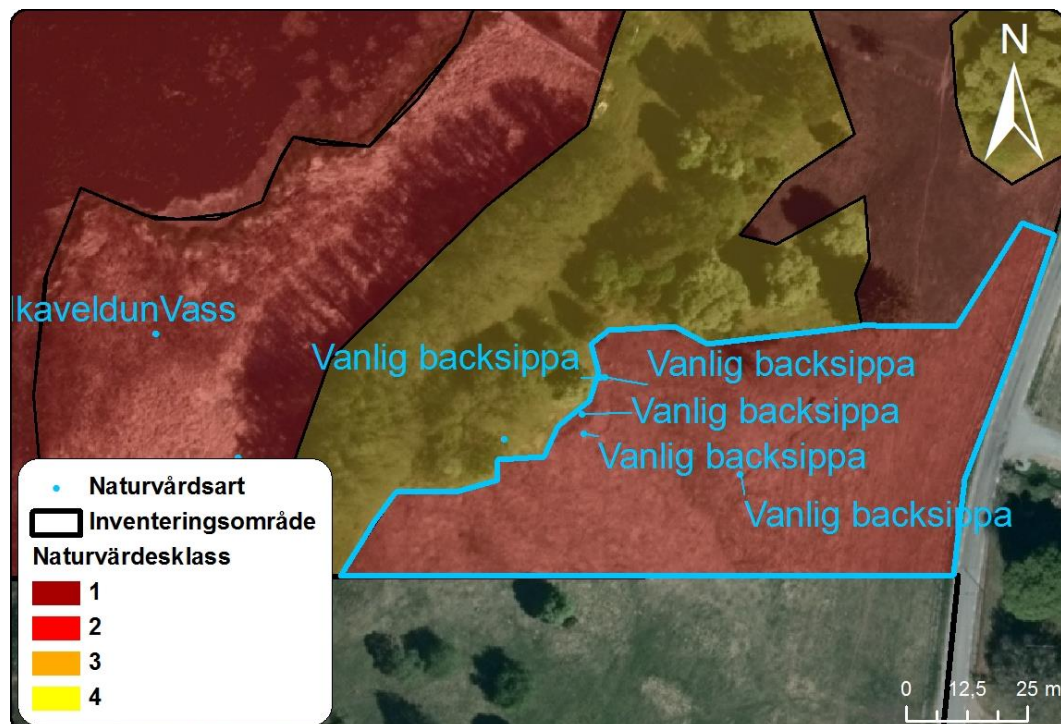 N
lkaveldunVass
Vanlig backsippa
Vanlig backsippa
Vanlig backsippa
Vanlig backsippa
Vanlig backsippa
Naturvårdsart
Inventeringsområde
Naturvärdesklass
1
2
3
4
0 12,5 25 m